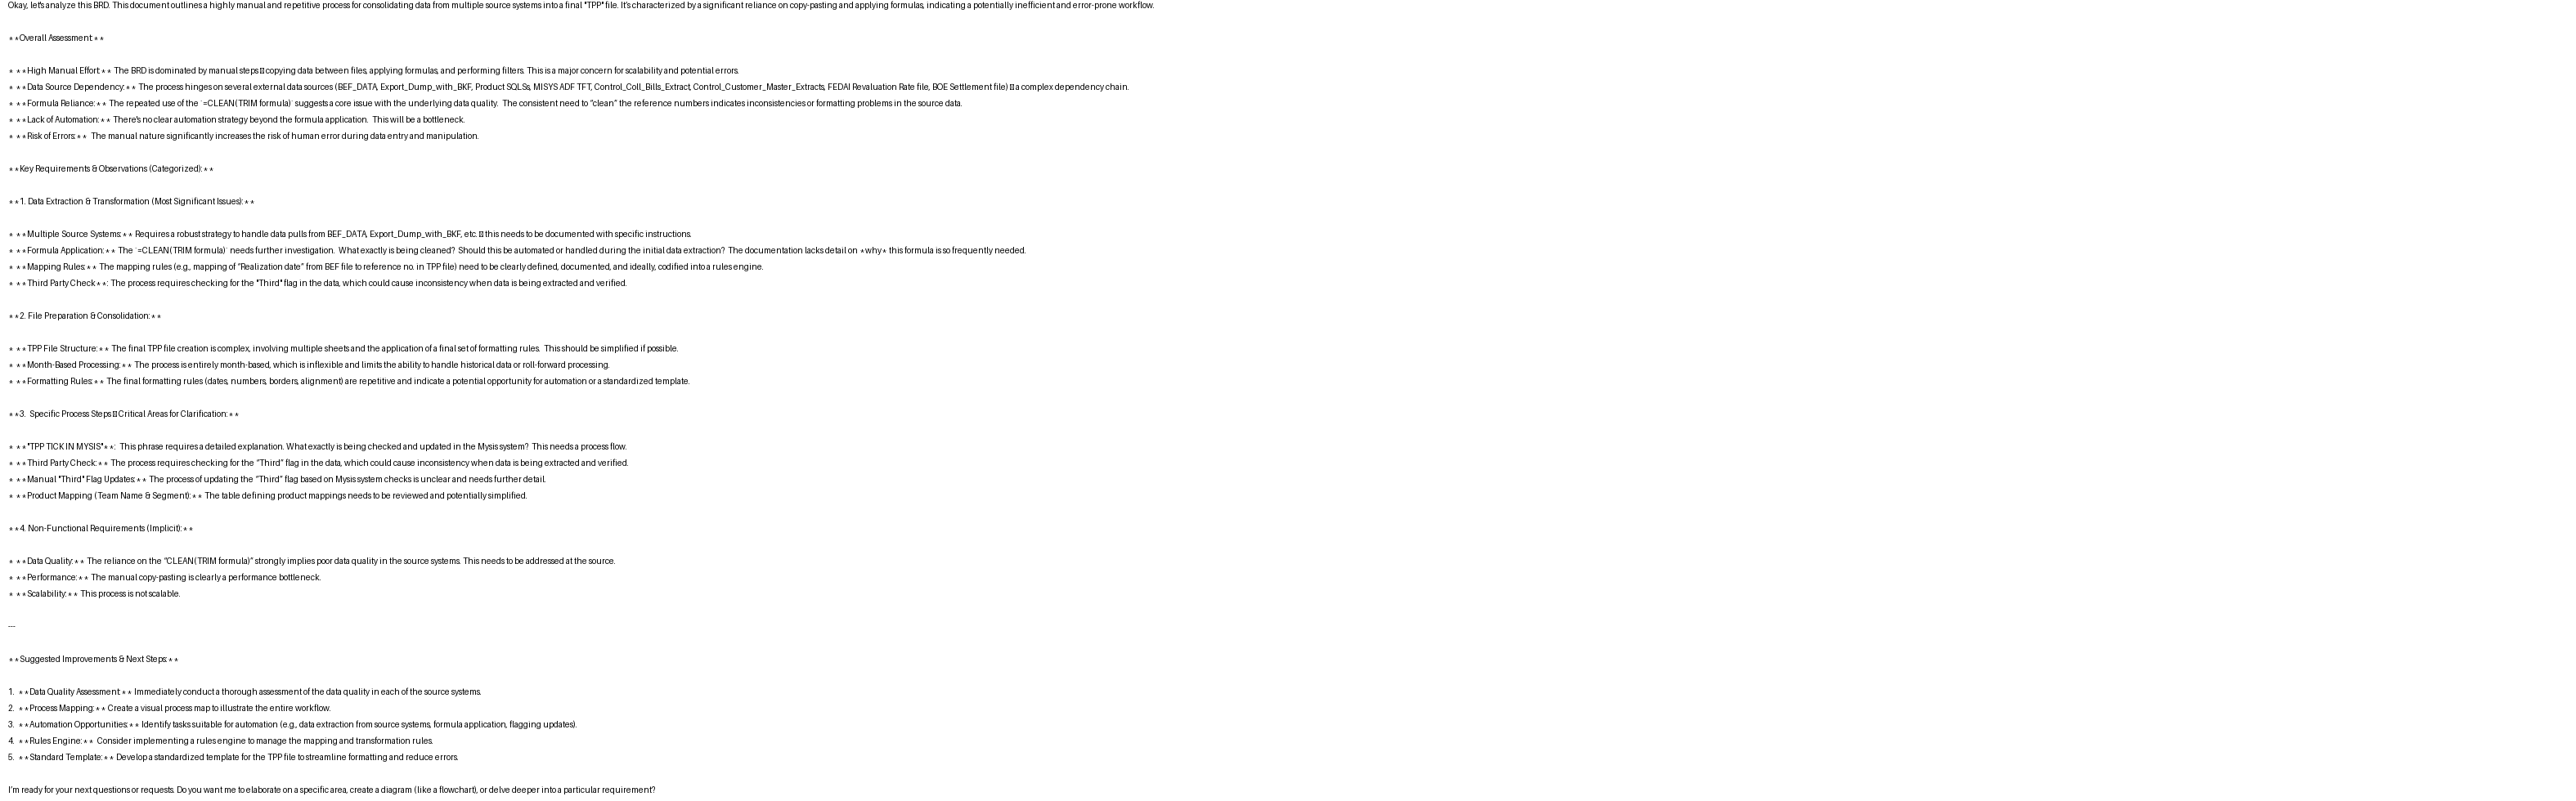 Okay, let's analyze this BRD. This document outlines a highly manual and repetitive process for consolidating data from multiple source systems into a final "TPP" file. It's characterized by a significant reliance on copy-pasting and applying formulas, indicating a potentially inefficient and error-prone workflow.
**Overall Assessment:**
* **High Manual Effort:** The BRD is dominated by manual steps – copying data between files, applying formulas, and performing filters. This is a major concern for scalability and potential errors.
* **Data Source Dependency:** The process hinges on several external data sources (BEF_DATA, Export_Dump_with_BKF, Product SQLSs, MISYS ADF TFT, Control_Coll_Bills_Extract, Control_Customer_Master_Extracts, FEDAI Revaluation Rate file, BOE Settlement file) – a complex dependency chain.
* **Formula Reliance:** The repeated use of the `=CLEAN(TRIM formula)` suggests a core issue with the underlying data quality. The consistent need to “clean” the reference numbers indicates inconsistencies or formatting problems in the source data.
* **Lack of Automation:** There's no clear automation strategy beyond the formula application. This will be a bottleneck.
* **Risk of Errors:** The manual nature significantly increases the risk of human error during data entry and manipulation.
**Key Requirements & Observations (Categorized):**
**1. Data Extraction & Transformation (Most Significant Issues):**
* **Multiple Source Systems:** Requires a robust strategy to handle data pulls from BEF_DATA, Export_Dump_with_BKF, etc. – this needs to be documented with specific instructions.
* **Formula Application:** The `=CLEAN(TRIM formula)` needs further investigation. What exactly is being cleaned? Should this be automated or handled during the initial data extraction? The documentation lacks detail on *why* this formula is so frequently needed.
* **Mapping Rules:** The mapping rules (e.g., mapping of “Realization date” from BEF file to reference no. in TPP file) need to be clearly defined, documented, and ideally, codified into a rules engine.
* **Third Party Check**: The process requires checking for the "Third" flag in the data, which could cause inconsistency when data is being extracted and verified.
**2. File Preparation & Consolidation:**
* **TPP File Structure:** The final TPP file creation is complex, involving multiple sheets and the application of a final set of formatting rules. This should be simplified if possible.
* **Month-Based Processing:** The process is entirely month-based, which is inflexible and limits the ability to handle historical data or roll-forward processing.
* **Formatting Rules:** The final formatting rules (dates, numbers, borders, alignment) are repetitive and indicate a potential opportunity for automation or a standardized template.
**3. Specific Process Steps – Critical Areas for Clarification:**
* **"TPP TICK IN MYSIS"**: This phrase requires a detailed explanation. What exactly is being checked and updated in the Mysis system? This needs a process flow.
* **Third Party Check:** The process requires checking for the “Third” flag in the data, which could cause inconsistency when data is being extracted and verified.
* **Manual "Third" Flag Updates:** The process of updating the “Third” flag based on Mysis system checks is unclear and needs further detail.
* **Product Mapping (Team Name & Segment):** The table defining product mappings needs to be reviewed and potentially simplified.
**4. Non-Functional Requirements (Implicit):**
* **Data Quality:** The reliance on the “CLEAN(TRIM formula)” strongly implies poor data quality in the source systems. This needs to be addressed at the source.
* **Performance:** The manual copy-pasting is clearly a performance bottleneck.
* **Scalability:** This process is not scalable.
---
**Suggested Improvements & Next Steps:**
1. **Data Quality Assessment:** Immediately conduct a thorough assessment of the data quality in each of the source systems.
2. **Process Mapping:** Create a visual process map to illustrate the entire workflow.
3. **Automation Opportunities:** Identify tasks suitable for automation (e.g., data extraction from source systems, formula application, flagging updates).
4. **Rules Engine:** Consider implementing a rules engine to manage the mapping and transformation rules.
5. **Standard Template:** Develop a standardized template for the TPP file to streamline formatting and reduce errors.
I'm ready for your next questions or requests. Do you want me to elaborate on a specific area, create a diagram (like a flowchart), or delve deeper into a particular requirement?